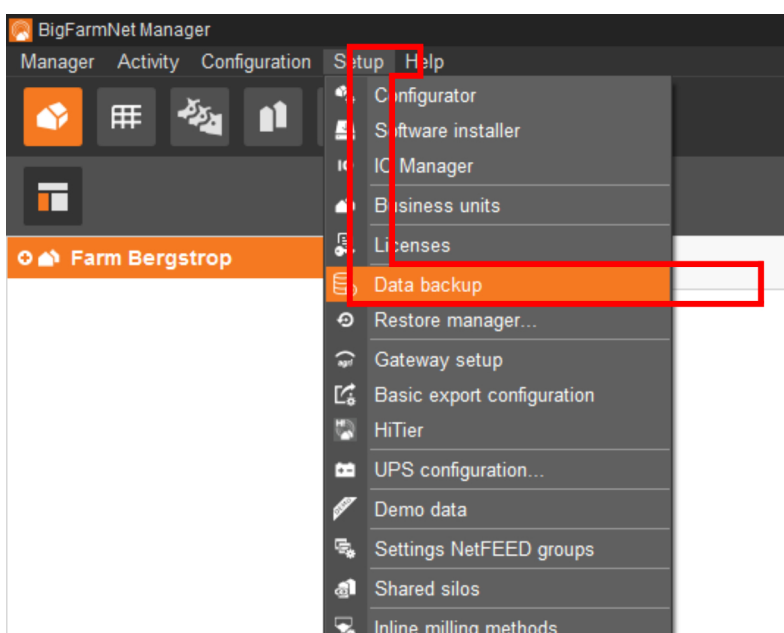 BigFarmNet Manager
Manager Activity Configuration Setup Help
Configurator
Software installer
IO Manager
Business units
Licenses
Data backup
Restore manager...
Gateway setup
Basic export configuration
HiTier
UPS configuration...
Demo data
Settings NetFEED groups
Shared silos
Inline milling methods
Farm Bergstrop